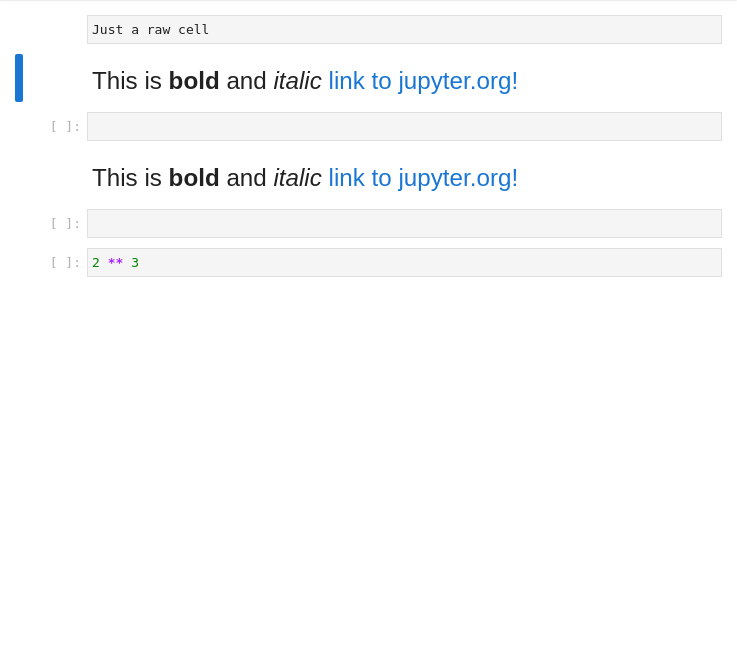 Just a raw cell
This is bold and italic link to jupyter.org!
[ ]:
This is bold and italic link to jupyter.org!
[ ]:
[ ]: 2 ** 3